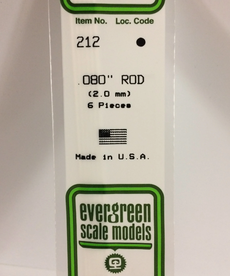 Item No. Loc. Code
212
.080" ROD
(2.0 mm)
6 Pieces
Made in U.S.A.
evergreen
scale models